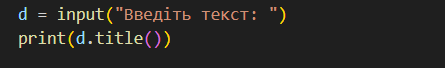 d = input("Введіть текст: ")
print(d.title())